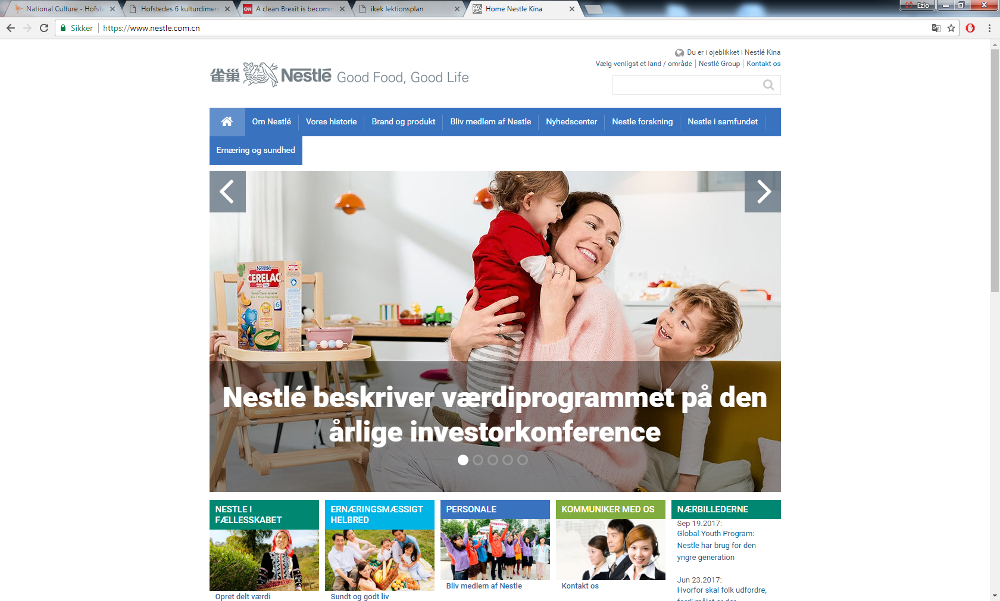 National Culture - Hofste
Hofstedes 6 kulturdimen
A clean Brexit is becomin
ikek lektionsplan
Home Nestle Kina
Ezio
Sikker
https://www.nestle.com.cn
Du er i øjeblikket i Nestlé Kina
Vælg venligst et land / område
Nestlé Group
Kontakt os
雀巢
Nestlé Good Food, Good Life
Om Nestlé
Vores historie
Brand og produkt
Bliv medlem af Nestle
Nyhedscenter
Nestle forskning
Nestle i samfundet
Ernæring og sundhed
Nestlé
CERELAC
6
Nestlé beskriver værdiprogrammet på den
årlige investorkonference
NESTLE I
FÆLLESSKABET
Opret delt værdi
ERNÆRINGSMÆSSIGT
HELBRED
Sundt og godt liv
PERSONALE
Bliv medlem af Nestle
KOMMUNIKER MED OS
Kontakt os
NÆRBILLEDERNE
Sep 19.2017:
Global Youth Program:
Nestle har brug for den
yngre generation
Jun 23.2017:
Hvorfor skal folk udfordre,